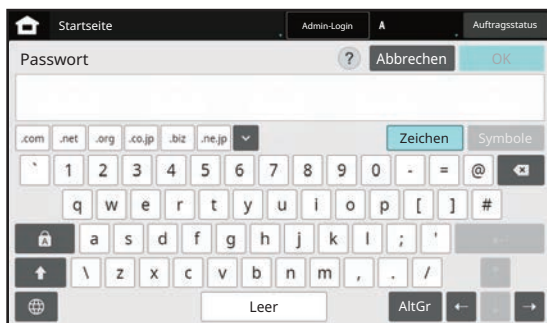 Startseite Admin-Login A Auftragsstatus
Passwort ? Abbrechen OK
.com .net .org .co.jp .biz .ne.jp Zeichen Symbole
` 1 2 3 4 5 6 7 8 9 0 - = @
q w e r t y u i o p [ ] #
A a s d f g h j k l ; '
\ z x c v b n m , . /
Leer AltGr